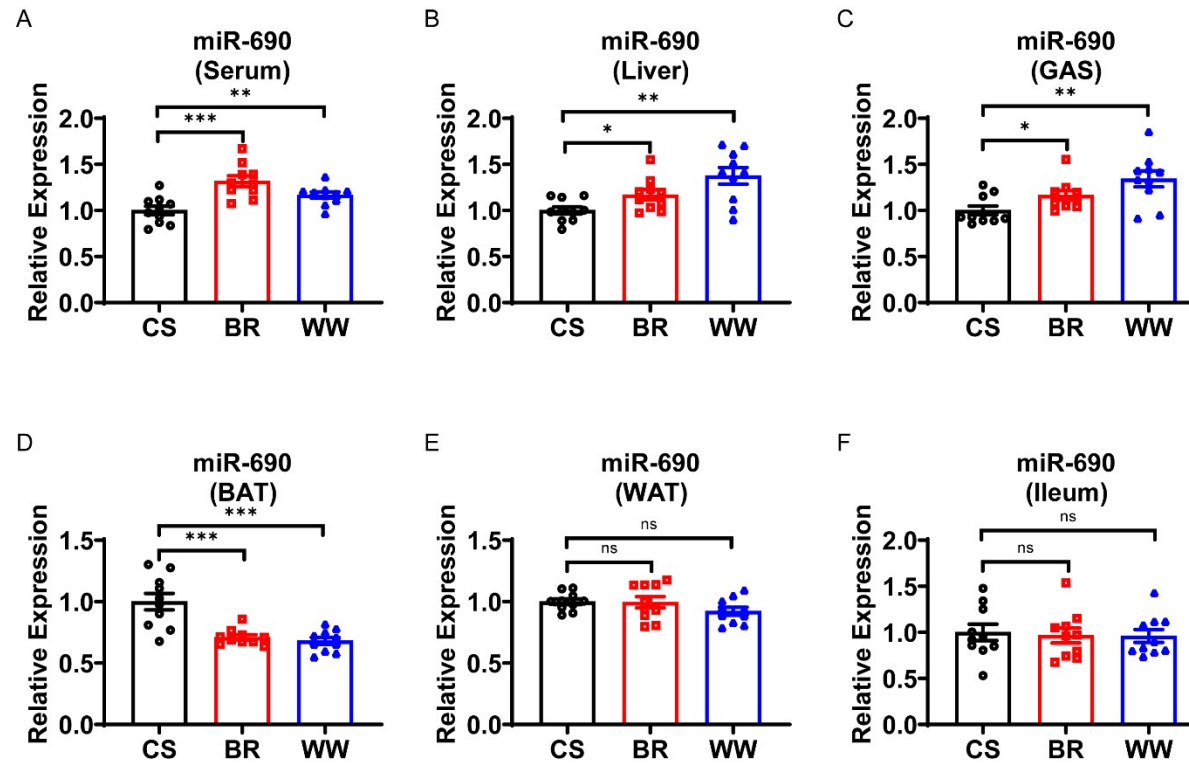 A
miR-690
(Serum)
**
***
Relative Expression
2.0
1.5
1.0
0.5
0.0
CS BR WW
B
miR-690
(Liver)
**
*
Relative Expression
2.0
1.5
1.0
0.5
0.0
CS BR WW
C
miR-690
(GAS)
**
*
Relative Expression
2.0
1.5
1.0
0.5
0.0
CS BR WW
D
miR-690
(BAT)
***
***
Relative Expression
1.5
1.0
0.5
0.0
CS BR WW
E
miR-690
(WAT)
ns
ns
Relative Expression
1.5
1.0
0.5
0.0
CS BR WW
F
miR-690
(Ileum)
ns
ns
Relative Expression
2.0
1.5
1.0
0.5
0.0
CS BR WW